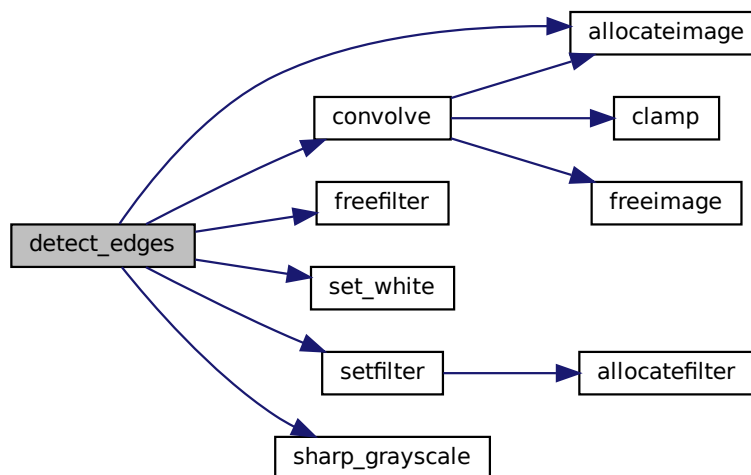 allocateimage
convolve
clamp
freefilter
freeimage
detect_edges
set_white
setfilter
allocatefilter
sharp_grayscale